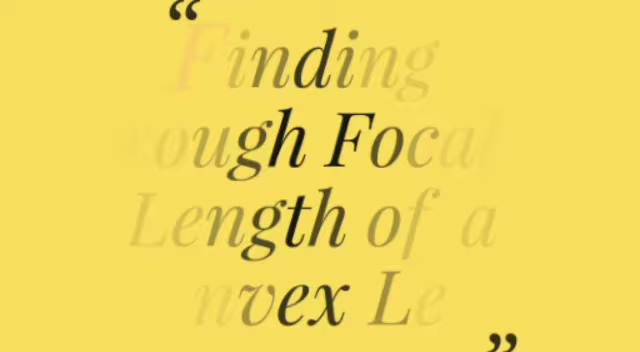 “
Finding
ough Focal
Length of a
nvex Le
”